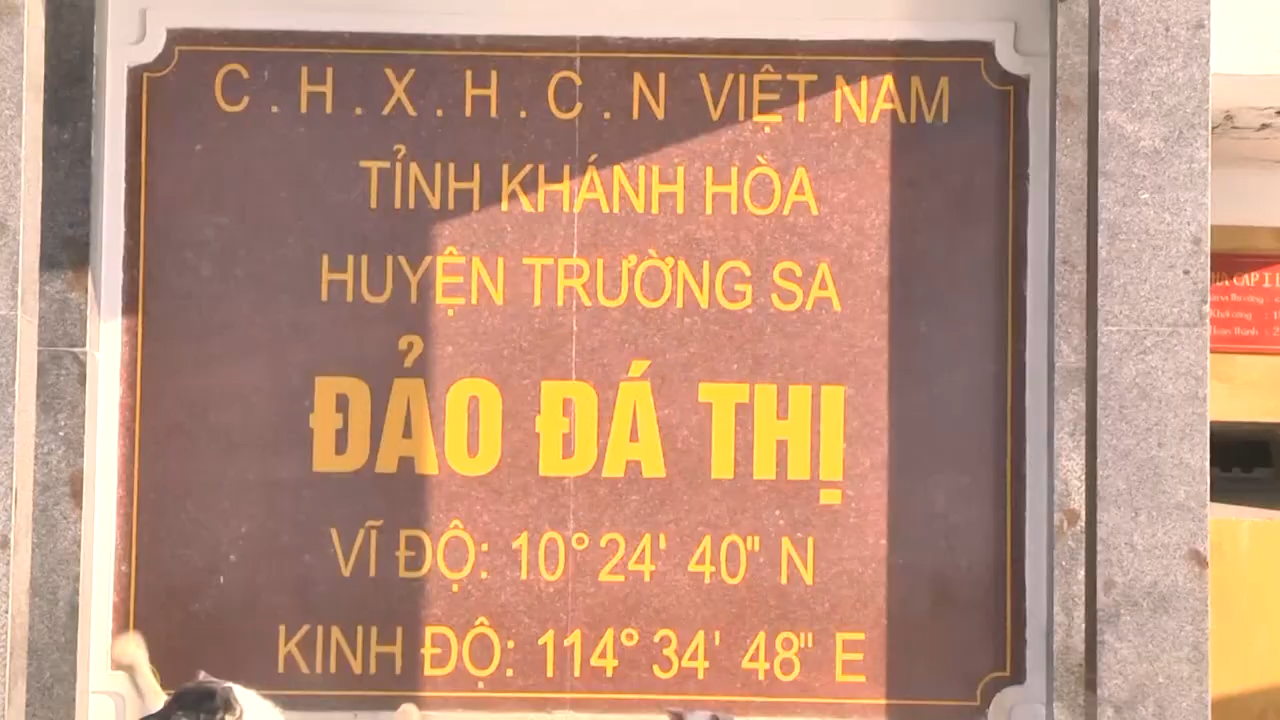 C.H.X.H.C.N VIỆT NAM
TỈNH KHÁNH HÒA
HUYỆN TRƯỜNG SA
ĐẢO ĐÁ THỊ
VĨ ĐỘ: 10° 24' 40" N
KINH ĐỘ: 114° 34' 48" E
CẤP I